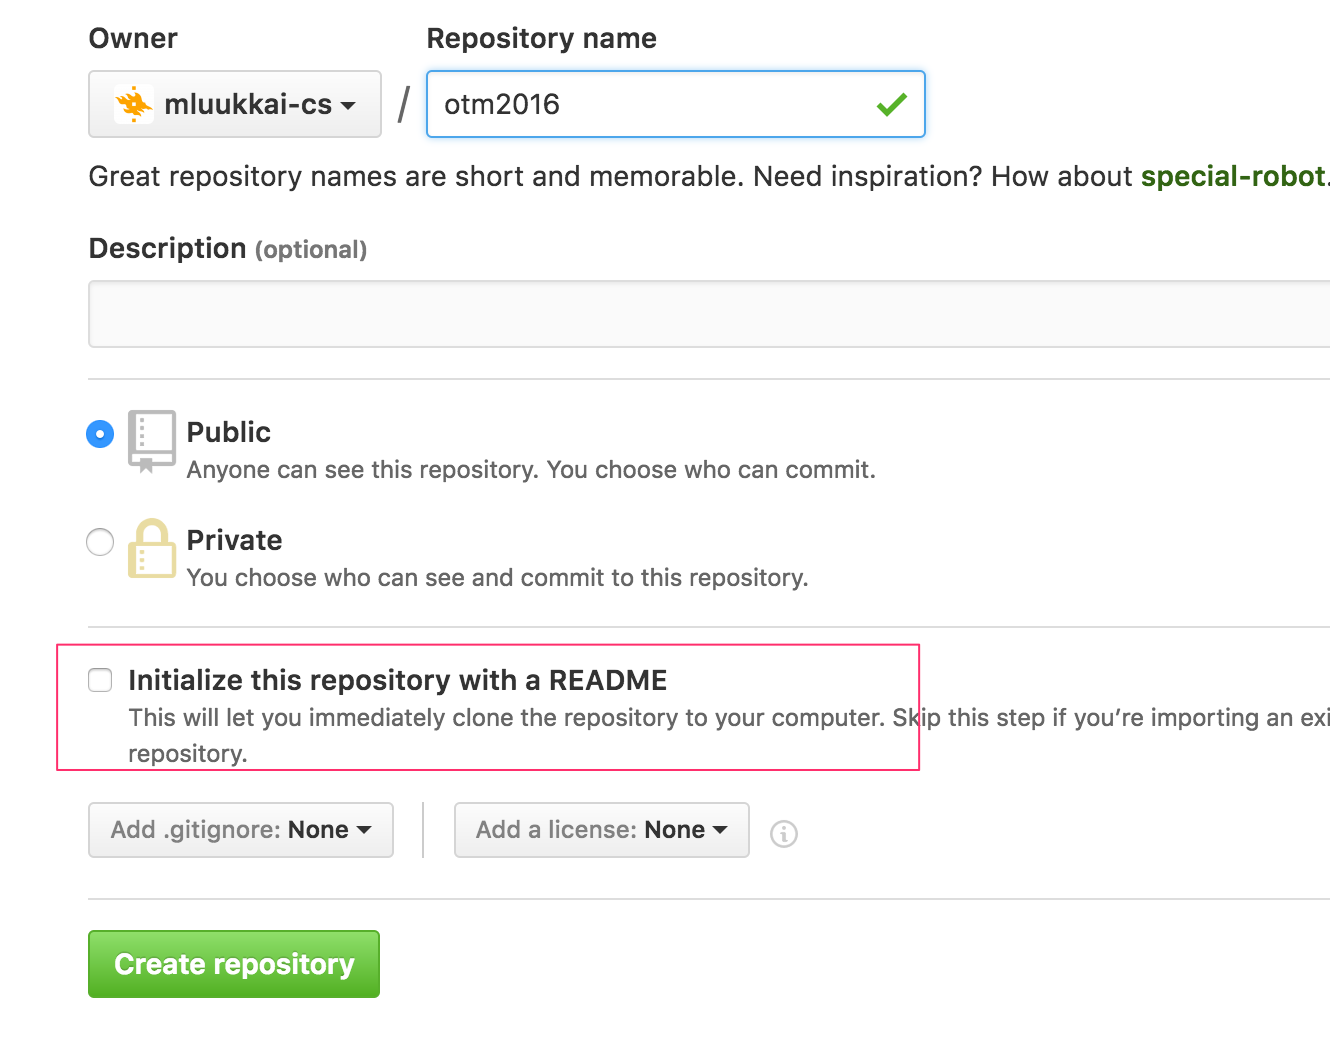 Owner
Repository name
mluukkai-cs
/
otm2016
Great repository names are short and memorable. Need inspiration? How about special-robot.
Description (optional)
Public
Anyone can see this repository. You choose who can commit.
Private
You choose who can see and commit to this repository.
Initialize this repository with a README
This will let you immediately clone the repository to your computer. Skip this step if you’re importing an exi
repository.
Add .gitignore: None
Add a license: None
Create repository